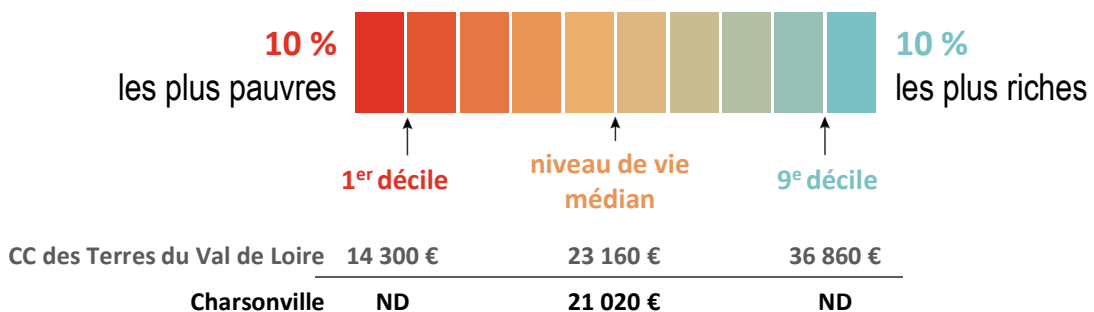 10 %
les plus pauvres
10 %
les plus riches
1er décile
niveau de vie
médian
9e décile
CC des Terres du Val de Loire 14 300 € 23 160 € 36 860 €
Charsonville ND 21 020 € ND